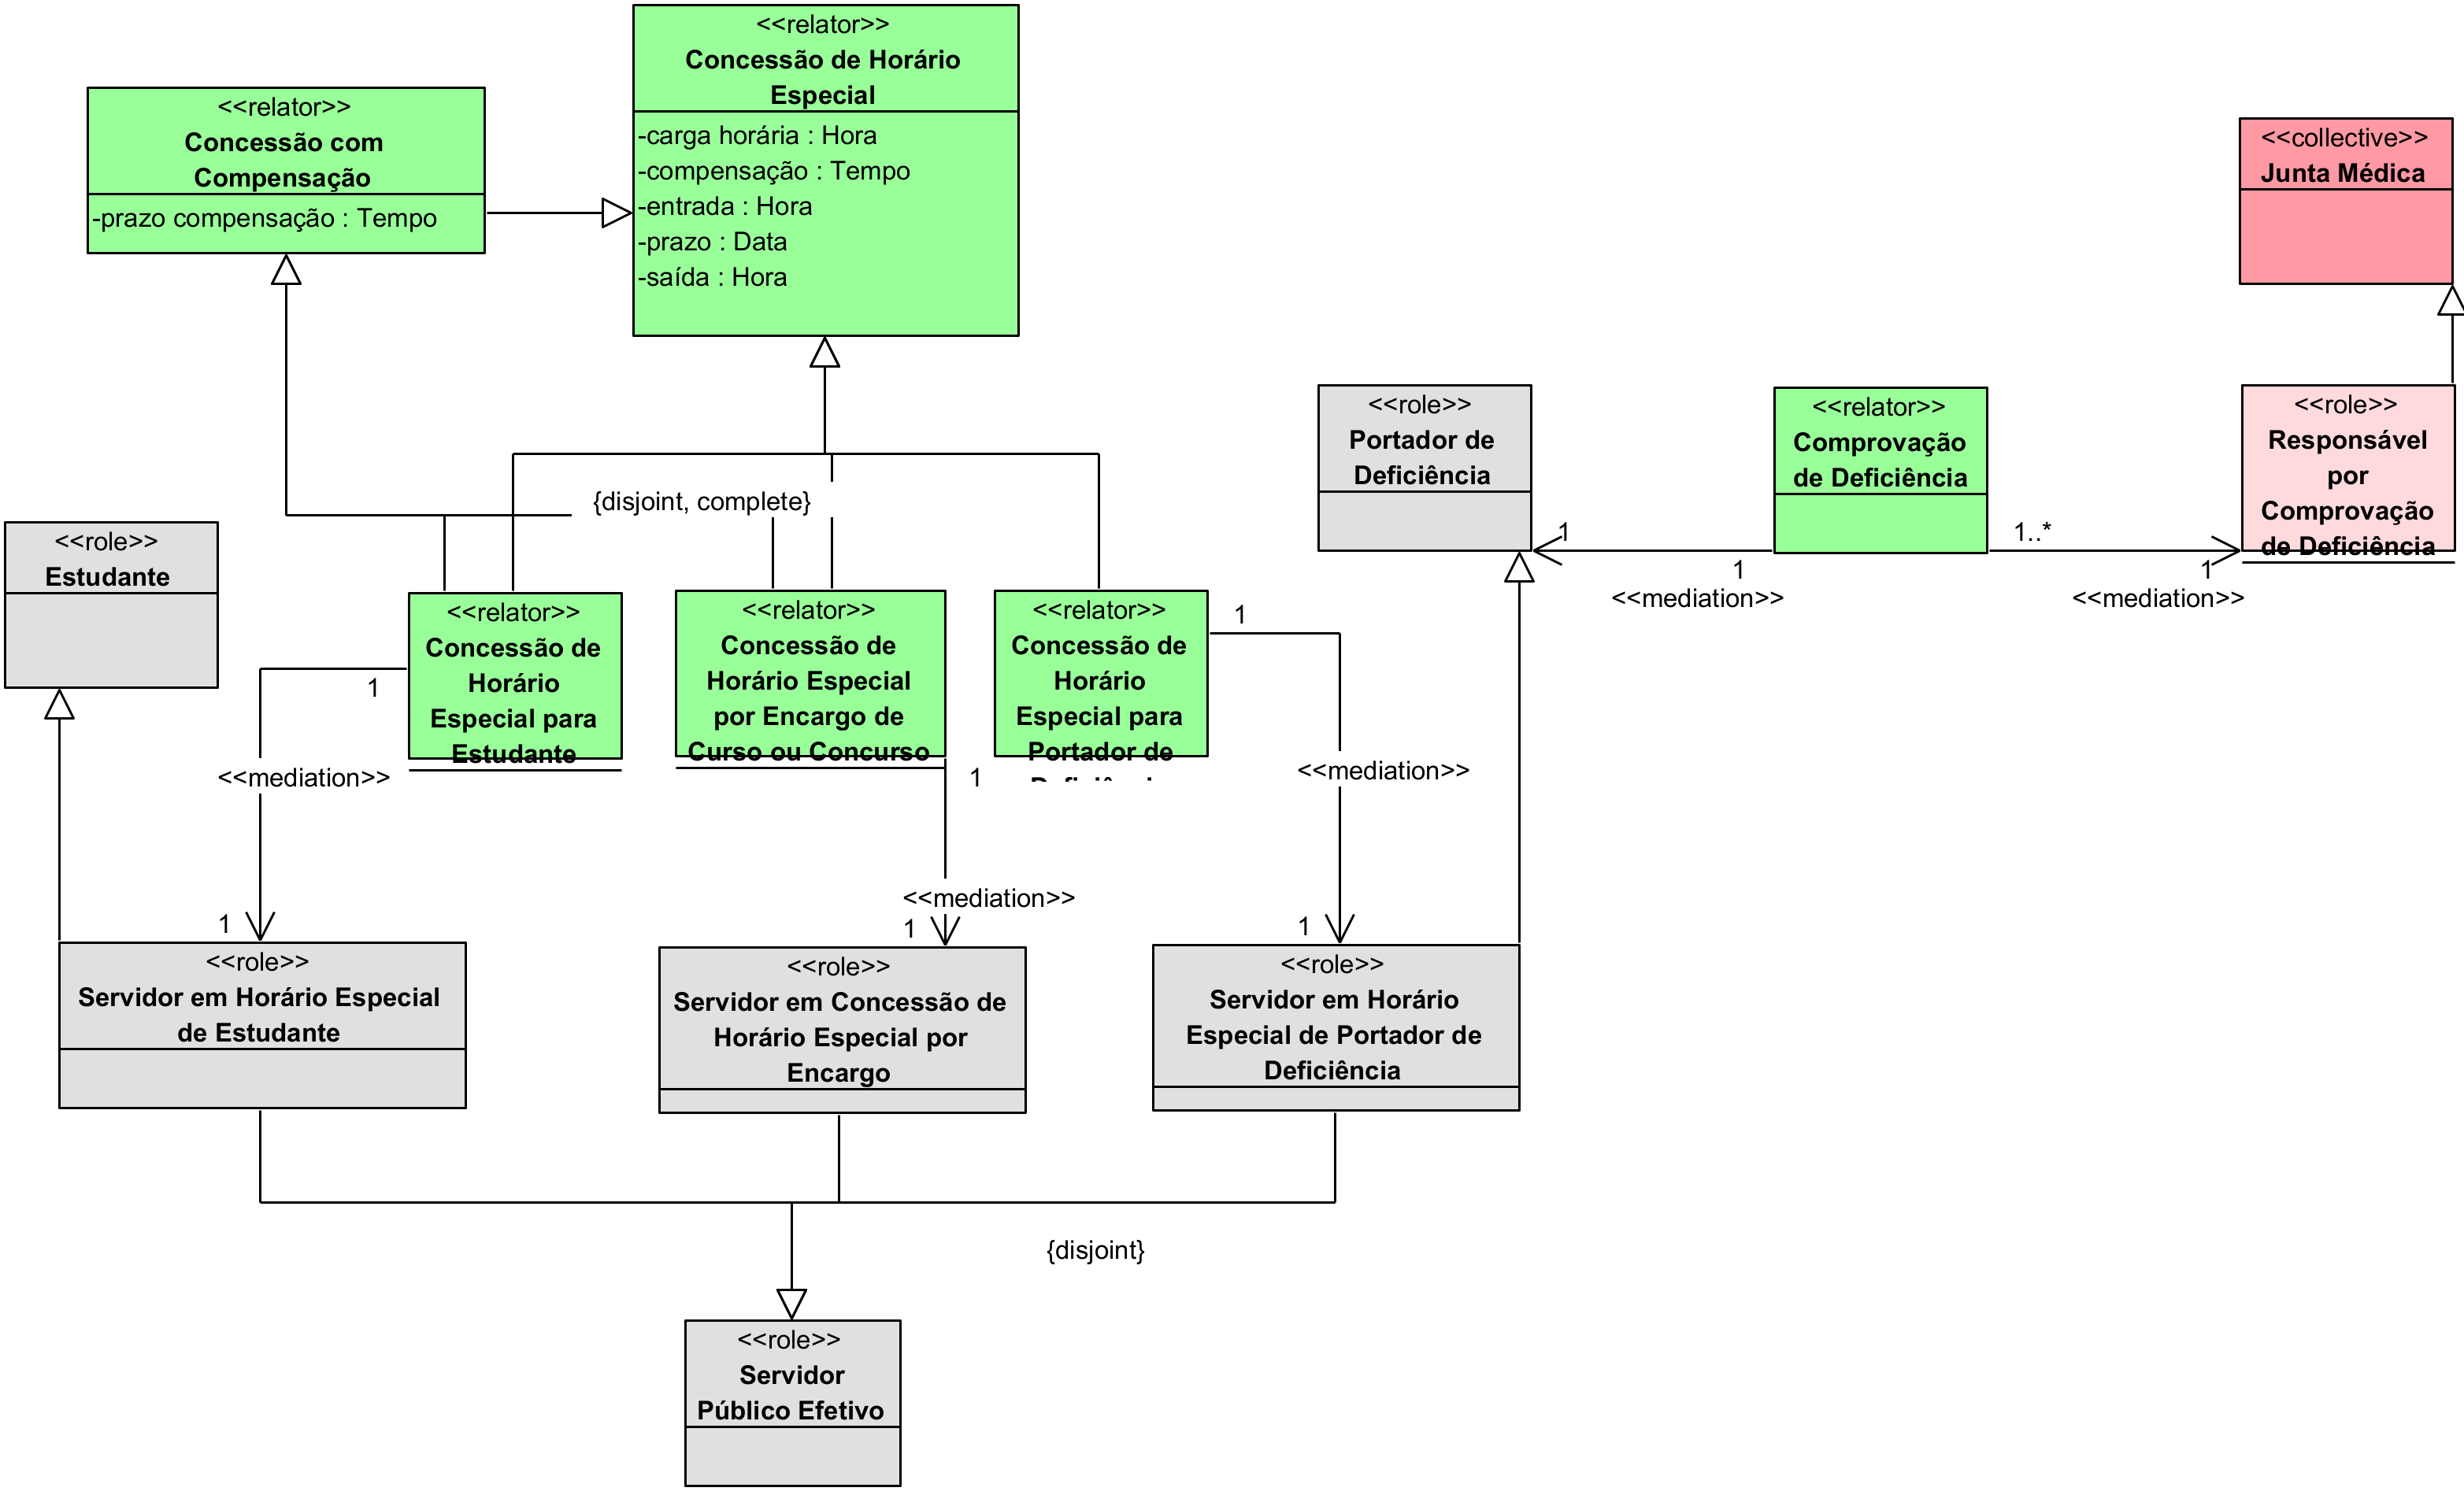 <<relator>>
Concessão de Horário
Especial
-carga horária : Hora
-compensação : Tempo
-entrada : Hora
-prazo : Data
-saída : Hora
<<relator>>
Concessão com
Compensação
-prazo compensação : Tempo
<<collective>>
Junta Médica
<<role>>
Portador de
Deficiência
<<relator>>
Comprovação
de Deficiência
<<role>>
Responsável
por
Comprovação
de Deficiência
{disjoint, complete}
1
1
<<mediation>>
1..*
1
<<mediation>>
<<role>>
Estudante
<<relator>>
Concessão de
Horário
Especial para
Estudante
<<relator>>
Concessão de
Horário Especial
por Encargo de
Curso ou Concurso
<<relator>>
Concessão de
Horário
Especial para
Portador de
1
<<mediation>>
1
1
<<mediation>>
1
1
<<mediation>>
1
<<role>>
Servidor em Horário Especial
de Estudante
<<role>>
Servidor em Concessão de
Horário Especial por
Encargo
<<role>>
Servidor em Horário
Especial de Portador de
Deficiência
{disjoint}
<<role>>
Servidor
Público Efetivo